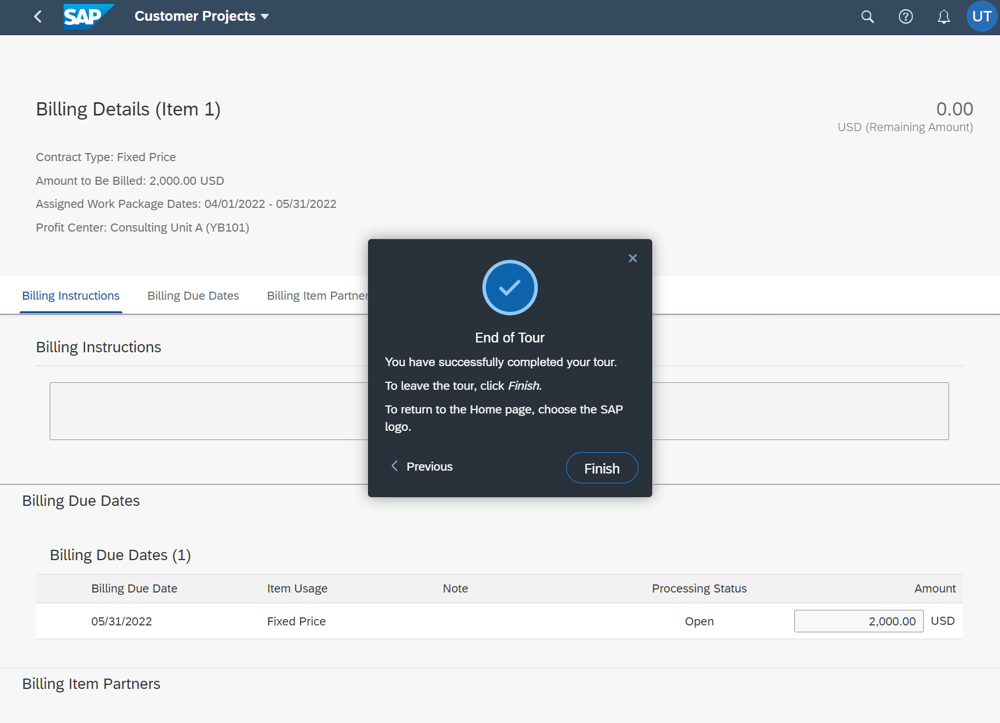 SAP
Customer Projects
UT
Billing Details (Item 1)
0.00
USD (Remaining Amount)
Contract Type: Fixed Price
Amount to Be Billed: 2,000.00 USD
Assigned Work Package Dates: 04/01/2022 - 05/31/2022
Profit Center: Consulting Unit A (YB101)
Billing Instructions Billing Due Dates Billing Item Partner
End of Tour
You have successfully completed your tour.
To leave the tour, click Finish.
To return to the Home page, choose the SAP
logo.
Previous
Finish
Billing Instructions
Billing Due Dates
Billing Due Dates (1)
Billing Due Date Item Usage Note Processing Status Amount
05/31/2022 Fixed Price Open 2,000.00 USD
Billing Item Partners